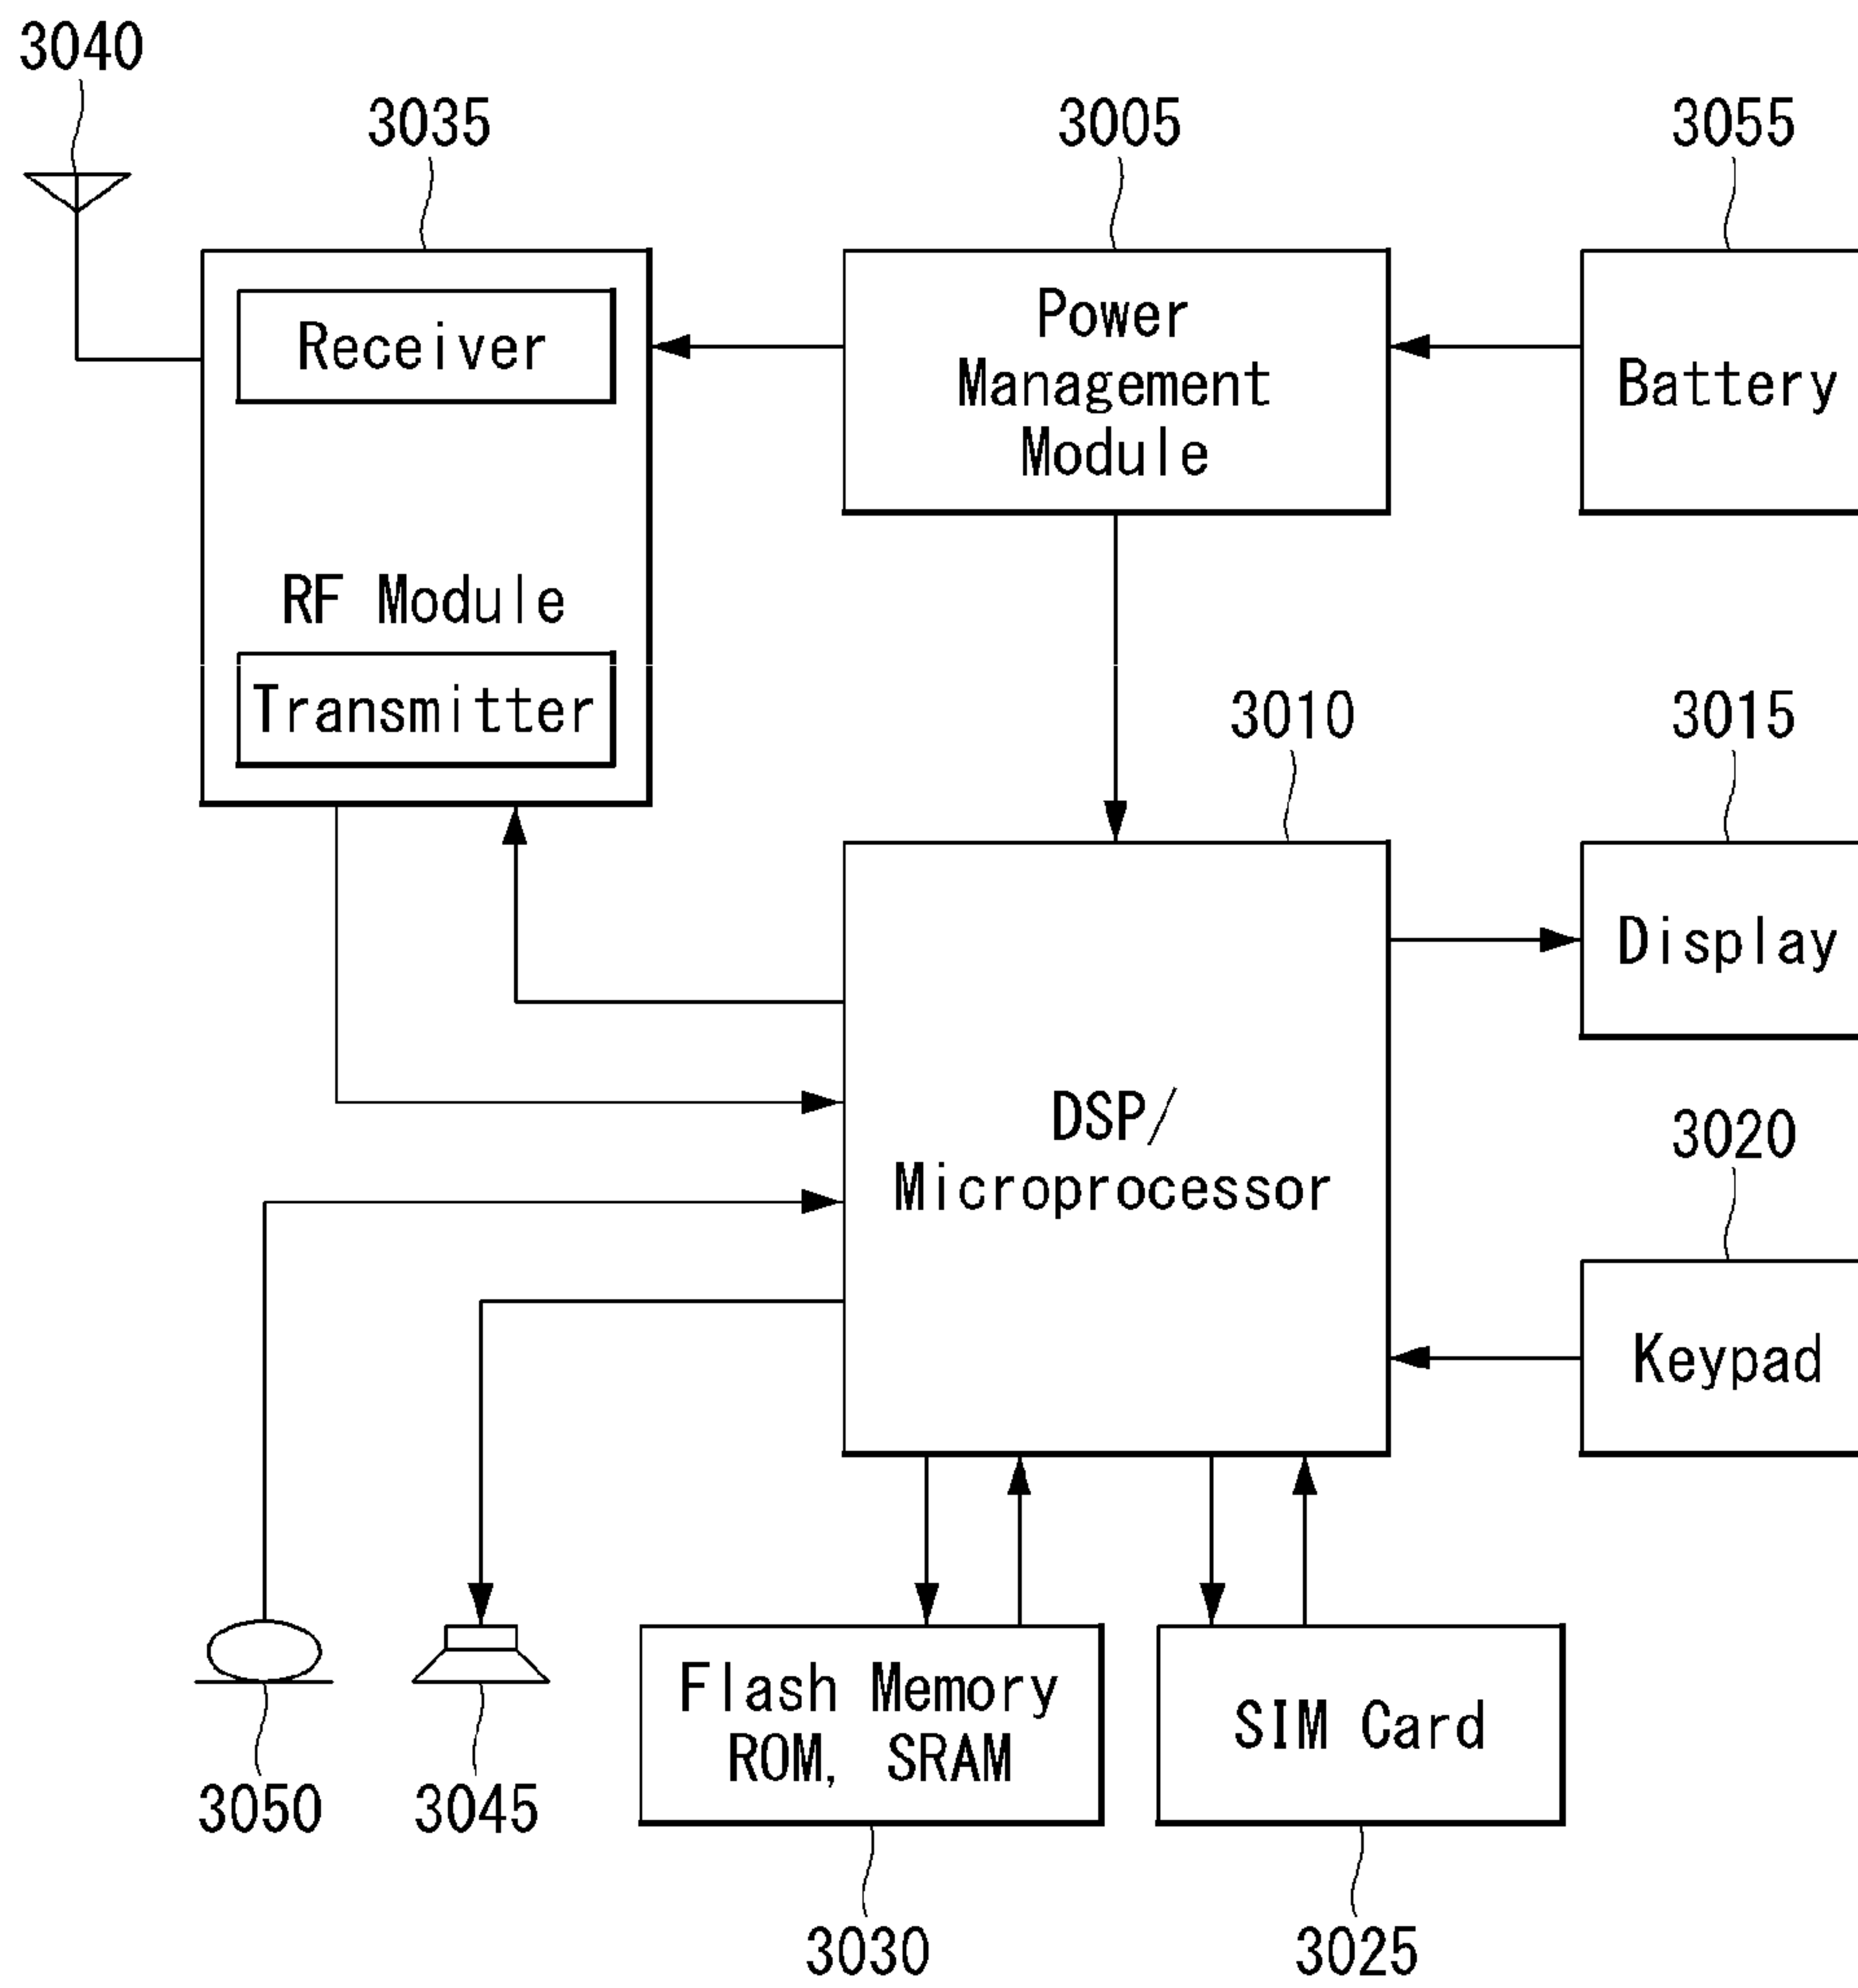 3040
3035
3005
3055
Receiver
RF Module
Transmitter
Power
Management
Module
Battery
3010
3015
Display
DSP/
Microprocessor
3020
Keypad
Flash Memory
ROM, SRAM
SIM Card
3050
3045
3030
3025